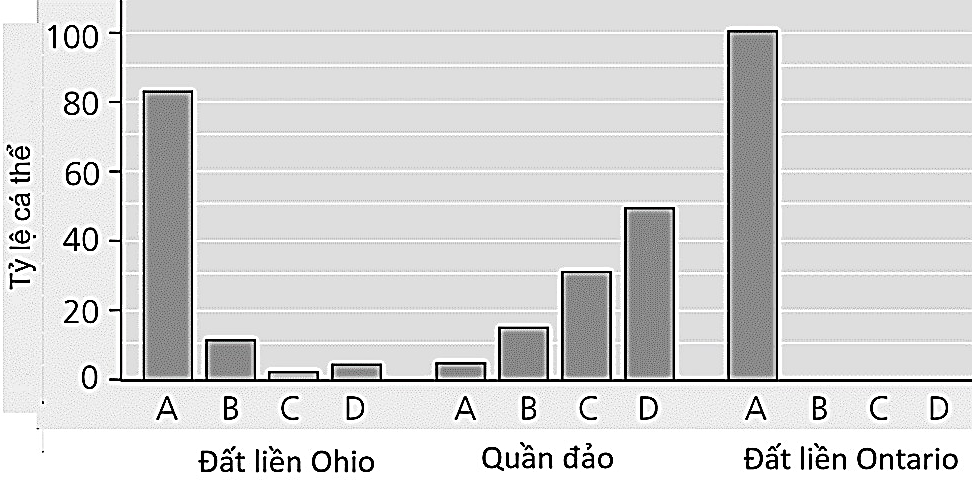 Tỷ lệ cá thể
100
80
60
40
20
0
A B C D A B C D A B C D
Đất liền Ohio Quần đảo Đất liền Ontario